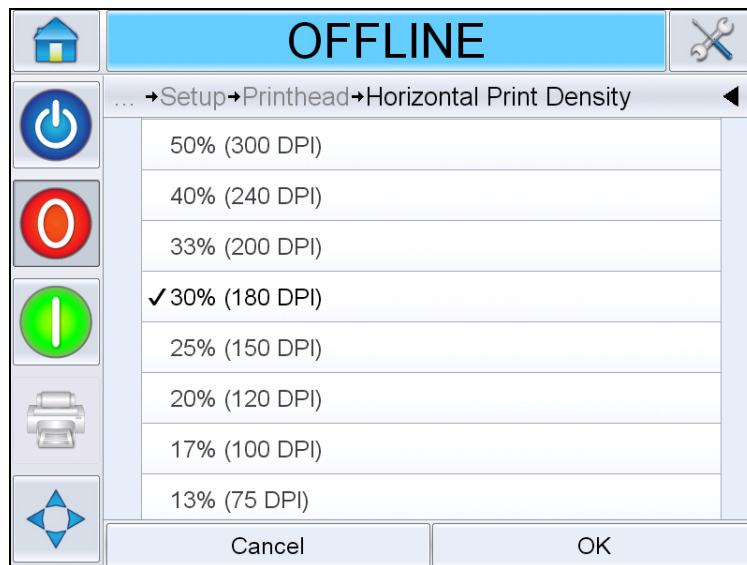 OFFLINE
... →Setup→Printhead→Horizontal Print Density
50% (300 DPI)
40% (240 DPI)
33% (200 DPI)
✓30% (180 DPI)
25% (150 DPI)
20% (120 DPI)
17% (100 DPI)
13% (75 DPI)
Cancel OK